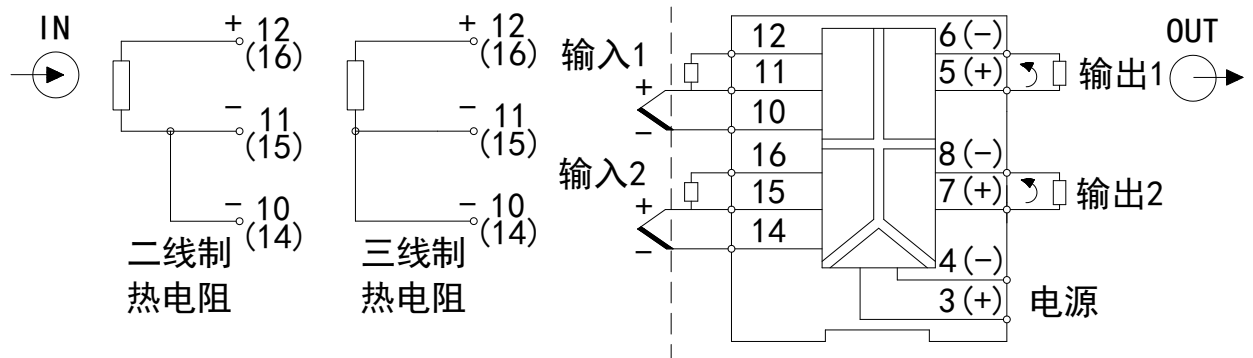 IN
+ 12
(16)
- 11
(15)
- 10
(14)
二线制
热电阻
+ 12
(16)
- 11
(15)
- 10
(14)
三线制
热电阻
输入1
+
-
输入2
+
-
12
11
10
16
15
14
6(-)
5(+)
8(-)
7(+)
4(-)
3(+)
输出1
输出2
电源
OUT